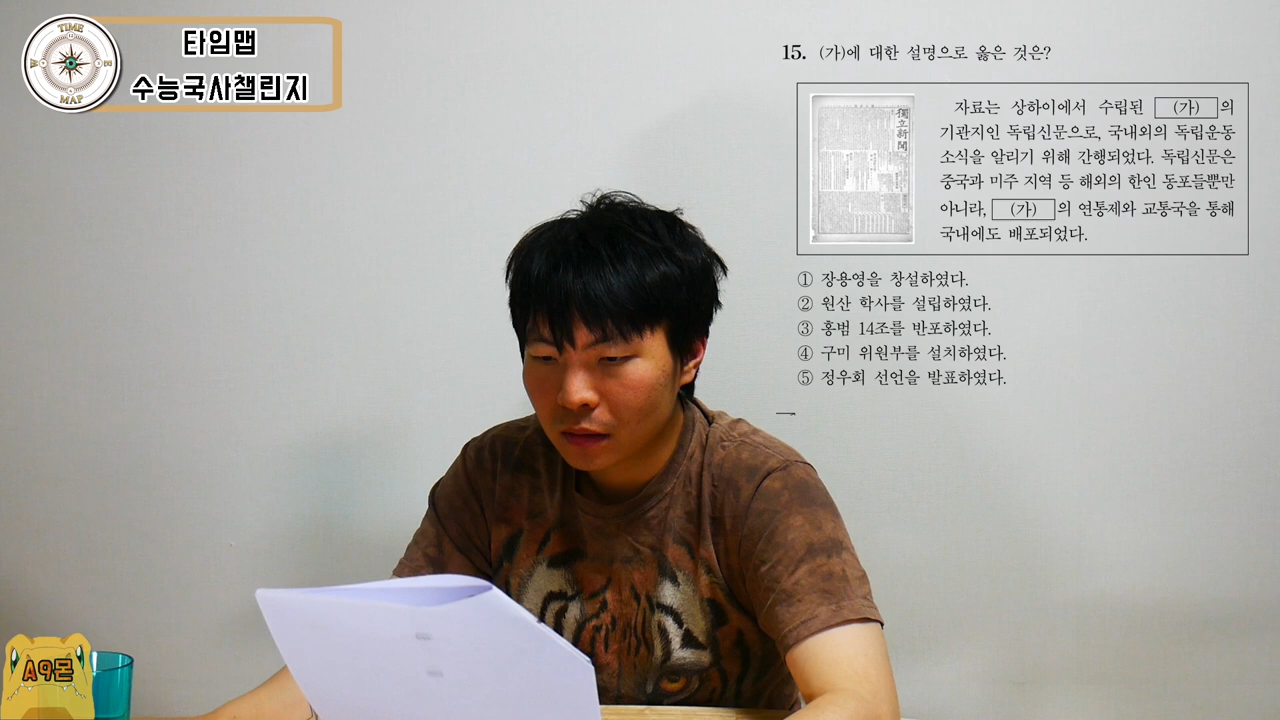 TIME
W
E
MAP
타임맵
수능국사챌린지
15. (가)에 대한 설명으로 옳은 것은?
獨立新聞
자료는 상하이에서 수립된 (가) 의
기관지인 독립신문으로, 국내외의 독립운동
소식을 알리기 위해 간행되었다. 독립신문은
중국과 미주 지역 등 해외의 한인 동포들뿐만
아니라, (가) 의 연통제와 교통국을 통해
국내에도 배포되었다.
① 장용영을 창설하였다.
② 원산 학사를 설립하였다.
③ 홍범 14조를 반포하였다.
④ 구미 위원부를 설치하였다.
⑤ 정우회 선언을 발표하였다.
A9몬